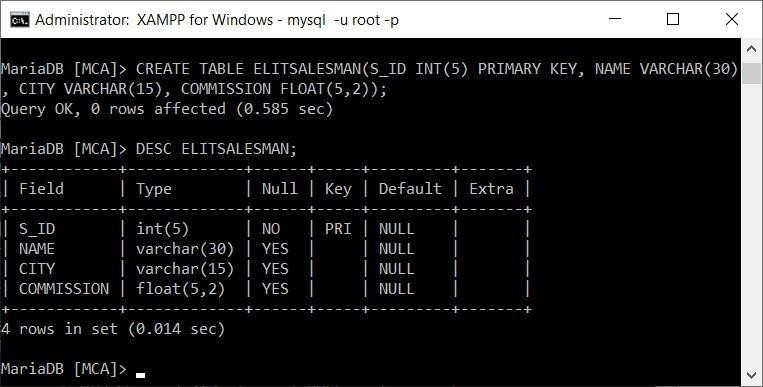 Administrator:  XAMPP for Windows - mysql  -u root -p
MariaDB [MCA]> CREATE TABLE ELITSALESMAN(S_ID INT(5) PRIMARY KEY, NAME VARCHAR(30)
, CITY VARCHAR(15), COMMISSION FLOAT(5,2));
Query OK, 0 rows affected (0.585 sec)
MariaDB [MCA]> DESC ELITSALESMAN;
+------------+-------------+------+-----+---------+-------+
| Field      | Type        | Null | Key | Default | Extra |
+------------+-------------+------+-----+---------+-------+
| S_ID       | int(5)      | NO   | PRI | NULL    |       |
| NAME       | varchar(30) | YES  |     | NULL    |       |
| CITY       | varchar(15) | YES  |     | NULL    |       |
| COMMISSION | float(5,2)  | YES  |     | NULL    |       |
+------------+-------------+------+-----+---------+-------+
4 rows in set (0.014 sec)
MariaDB [MCA]>